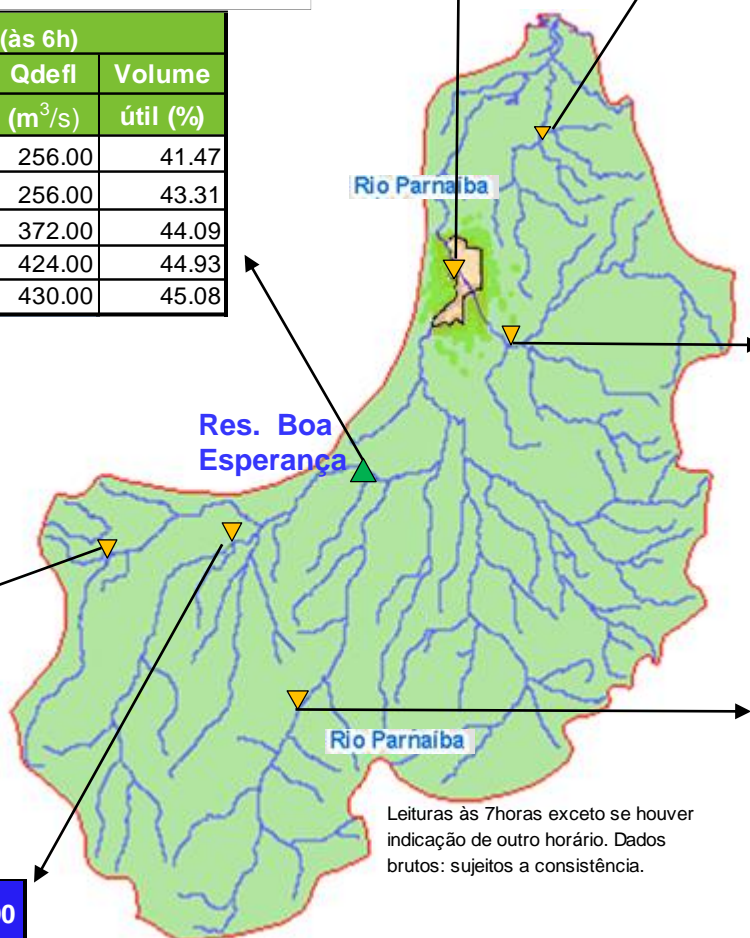 (às 6h)
Qdefl Volume
(m³/s) útil (%)
256.00 41.47
256.00 43.31
372.00 44.09
424.00 44.93
430.00 45.08
Rio Parnaíba
Res. Boa
Esperança
Rio Parnaíba
Leituras às 7horas exceto se houver
indicação de outro horário. Dados
brutos: sujeitos a consistência.